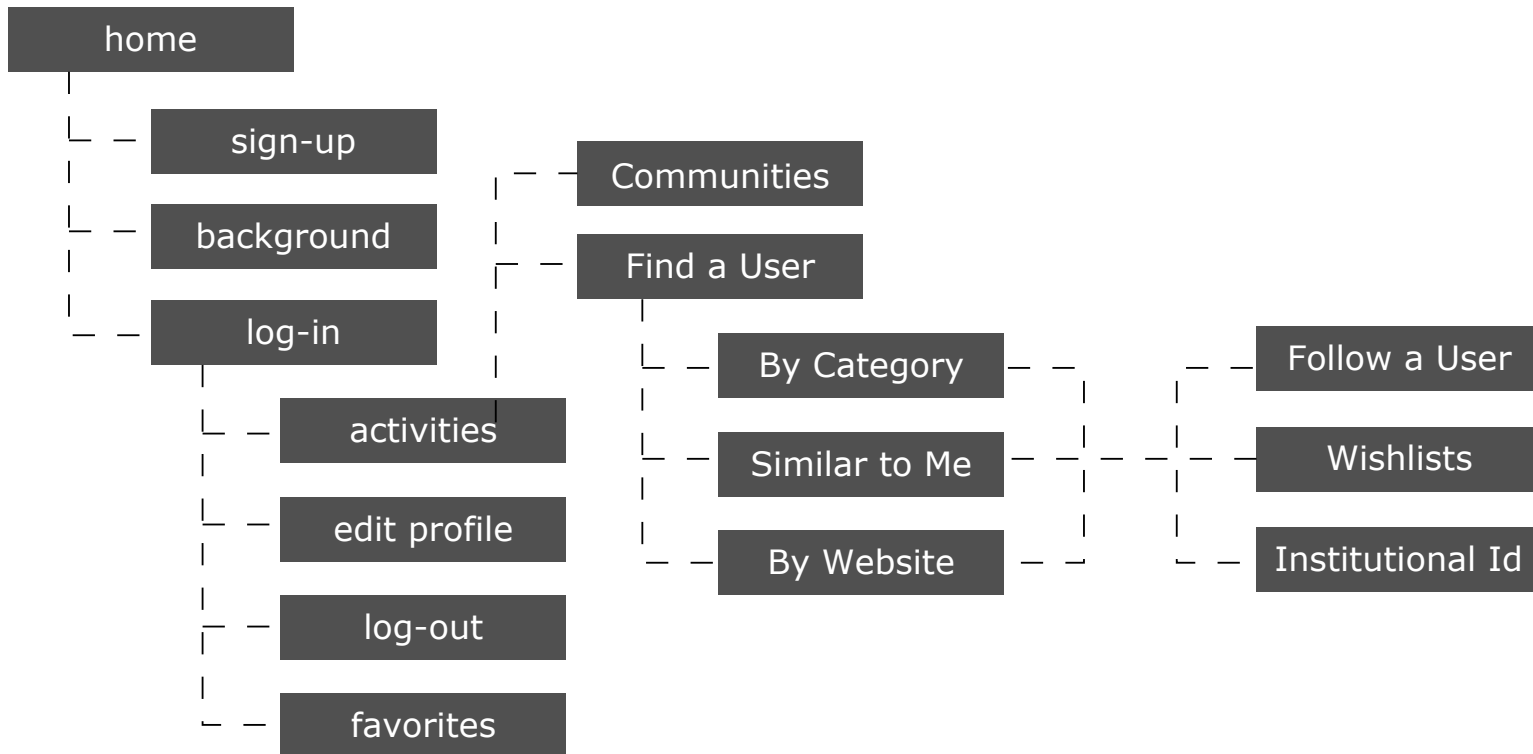 home
sign-up
background
log-in
activities
edit profile
log-out
favorites
Communities
Find a User
By Category
Similar to Me
By Website
Follow a User
Wishlists
Institutional Id